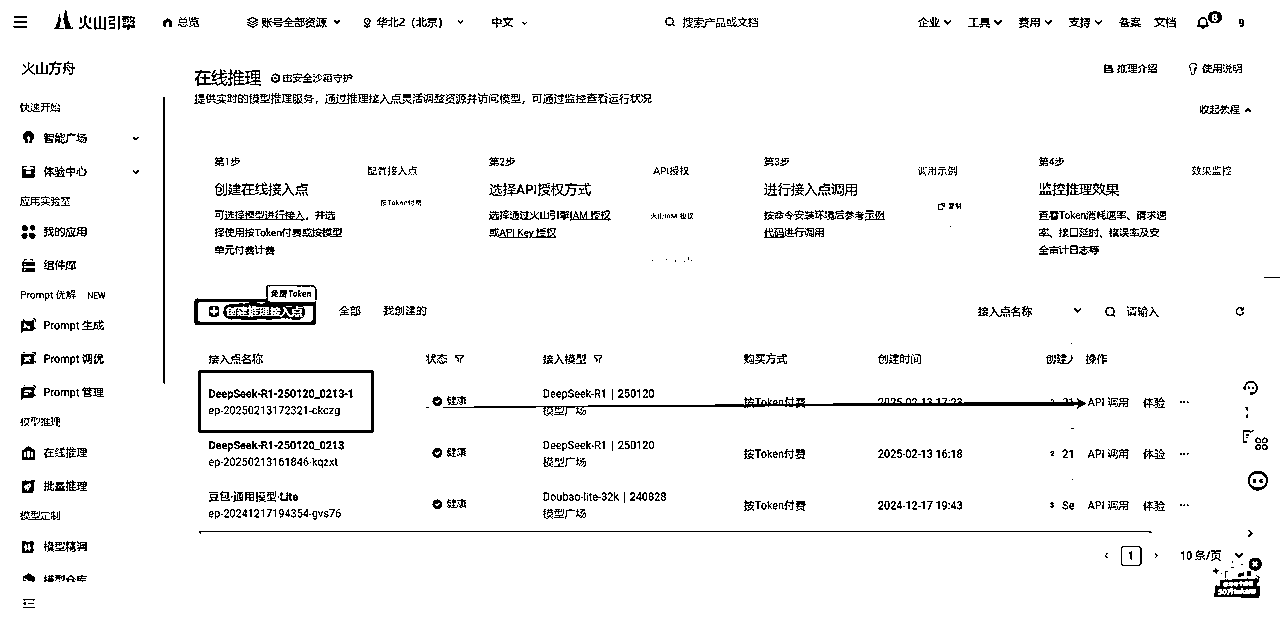 火山引擎
总览
账号全部资源
华北2（北京）
中文
搜索产品或文档
企业
工具
费用
支持
备案
文档
火山方舟
快速开始
智能广场
体验中心
应用实验室
我的应用
组件库
Prompt 优解 NEW
Prompt 生成
Prompt 调优
Prompt 管理
模型推理
在线推理
批量推理
模型定制
模型精调
模型仓库
在线推理 由安全沙箱守护
推理介绍
使用说明
提供实时的模型推理服务，通过推理接入点灵活调整资源并访问模型，可通过监控查看运行状况
收起教程
第1步
创建在线接入点
可选择模型进行接入，并选
择使用按Token付费或按模型
单元付费计费
配置接入点
按Token付费
第2步
选择API授权方式
选择通过火山引擎IAM 授权
或API Key 授权
API授权
火山IAM 授权
第3步
进行接入点调用
按命令安装环境后参考示例
代码进行调用
调用示例
复制
第4步
监控推理效果
查看Token消耗速率、请求速
率、接口延时、错误率及安
全审计日志等
效果监控
免费Token
创建推理接入点
全部
我创建的
接入点名称
请输入
接入点名称 状态 接入模型 购买方式 创建时间 创建人 操作
DeepSeek-R1-250120_0213-1
ep-20250213172321-ckczg
健康
DeepSeek-R1 | 250120
模型广场
按Token付费
2025-02-13 17:23
21
API 调用 体验 ···
DeepSeek-R1-250120_0213
ep-20250213161846-kqzxt
健康
DeepSeek-R1 | 250120
模型广场
按Token付费
2025-02-13 16:18
21
API 调用 体验 ···
豆包-通用模型-Lite
ep-20241217194354-gvs76
健康
Doubao-lite-32k | 240828
模型广场
按Token付费
2024-12-17 19:43
Se
API 调用 体验 ···
1
10 条/页